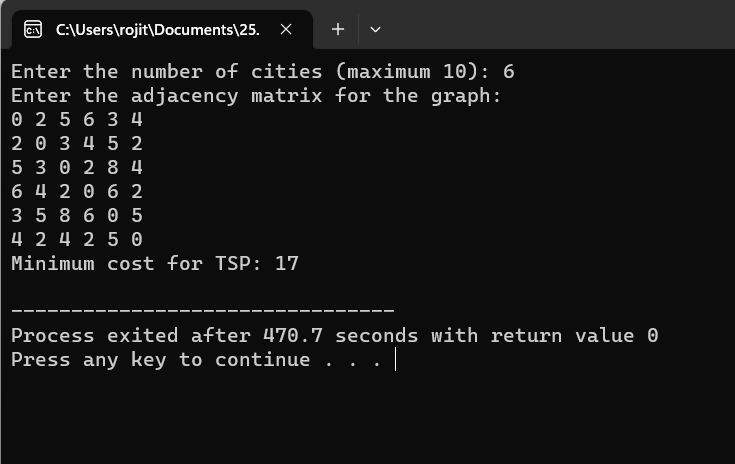 C:\Users\rojit\Documents\25.
Enter the number of cities (maximum 10): 6
Enter the adjacency matrix for the graph:
0 2 5 6 3 4
2 0 3 4 5 2
5 3 0 2 8 4
6 4 2 0 6 2
3 5 8 6 0 5
4 2 4 2 5 0
Minimum cost for TSP: 17
--------------------------------
Process exited after 470.7 seconds with return value 0
Press any key to continue . . .